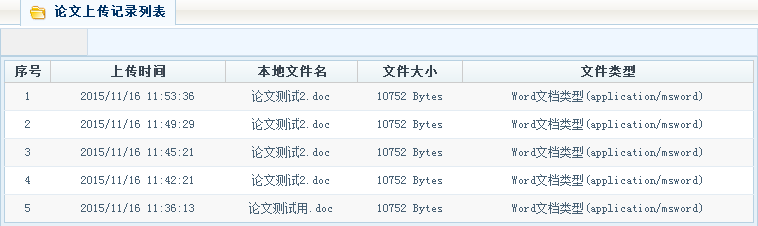 论文上传记录列表
序号 上传时间 本地文件名 文件大小 文件类型
1 2015/11/16 11:53:36 论文测试2.doc 10752 Bytes Word文档类型(application/msword)
2 2015/11/16 11:49:29 论文测试2.doc 10752 Bytes Word文档类型(application/msword)
3 2015/11/16 11:45:21 论文测试2.doc 10752 Bytes Word文档类型(application/msword)
4 2015/11/16 11:42:21 论文测试2.doc 10752 Bytes Word文档类型(application/msword)
5 2015/11/16 11:36:13 论文测试用.doc 10752 Bytes Word文档类型(application/msword)